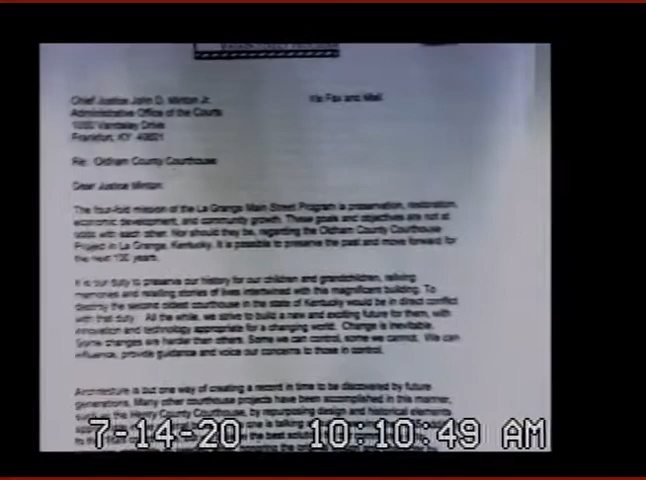 Chief Justice John D. Minton Jr. Via Fax and Mail
Administrative Office of the Courts
Vandalay Drive
Frankfort, KY
Re: Oldham County Courthouse
Dear Justice Minton:
The four-fold mission of the La Grange Main Street Program is preservation, restoration,
economic development, and community growth. These goals and objectives are not at
odds with each other. Nor should they be, regarding the Oldham County Courthouse
Project in La Grange, Kentucky. It is possible to preserve the past and move forward for
the next 100 years.
It is our duty to preserve our history for our children and grandchildren, reliving
memories and retelling stories of lives intertwined with this magnificent building. To
destroy the second oldest courthouse in the state of Kentucky would be in direct conflict
with that duty. All the while, we strive to build a new and exciting future for them, with
innovation and technology appropriate for a changing world. Change is inevitable.
Some changes are harder than others. Some we can control, some we cannot. We can
influence, provide guidance and voice our concerns to those in control.
Architecture is but one way of creating a record in time to be discovered by future
generations. Many other courthouse projects have been accomplished in this manner,
such as the Henry County Courthouse, by repurposing design and historical elements
one is talking
to the the best
7-14-20 10:10:49 AM